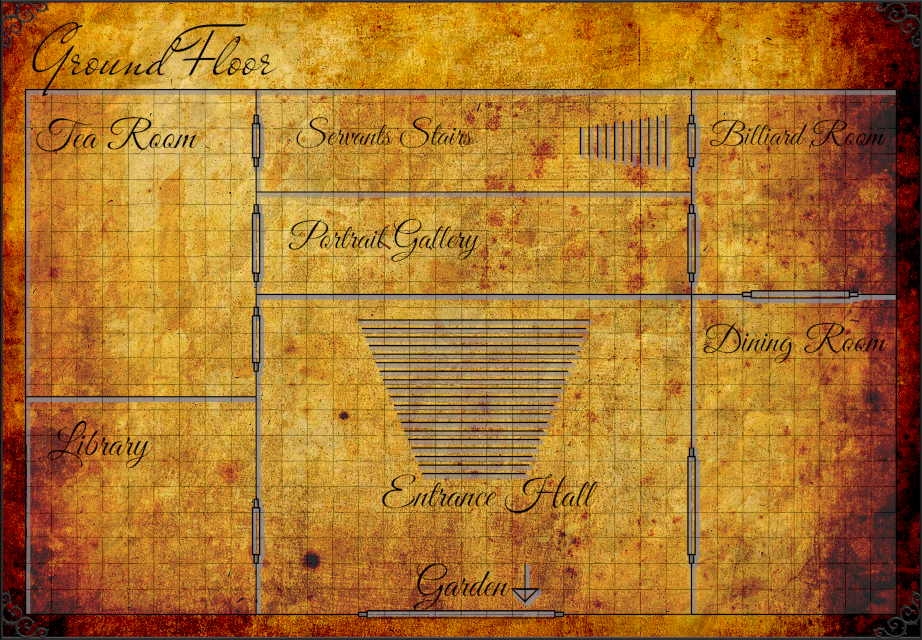 Ground Floor
Tea Room
Servants Stairs
Billiard Room
Portrait Gallery
Dining Room
Library
Entrance Hall
Garden